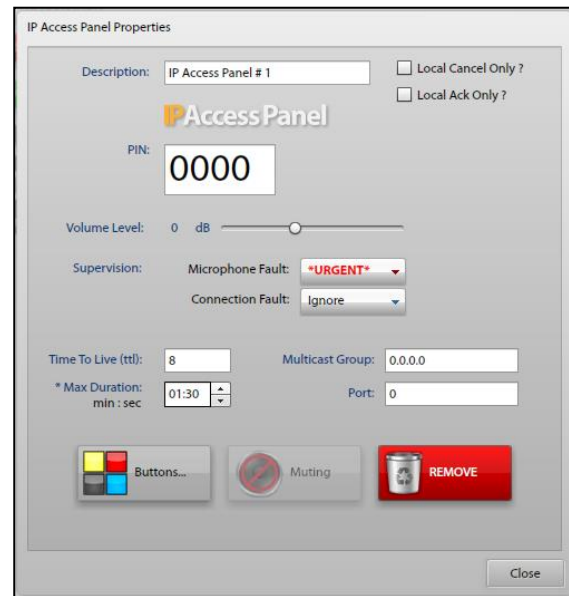 IP Access Panel Properties
Description: IP Access Panel # 1
Local Cancel Only ?
Local Ack Only ?
IPAccessPanel
PIN: 0000
Volume Level: 0 dB
Supervision: Microphone Fault: *URGENT*
Connection Fault: Ignore
Time To Live (ttl): 8 Multicast Group: 0.0.0.0
* Max Duration: 01:30 Port: 0
min : sec
Buttons... Muting REMOVE
Close